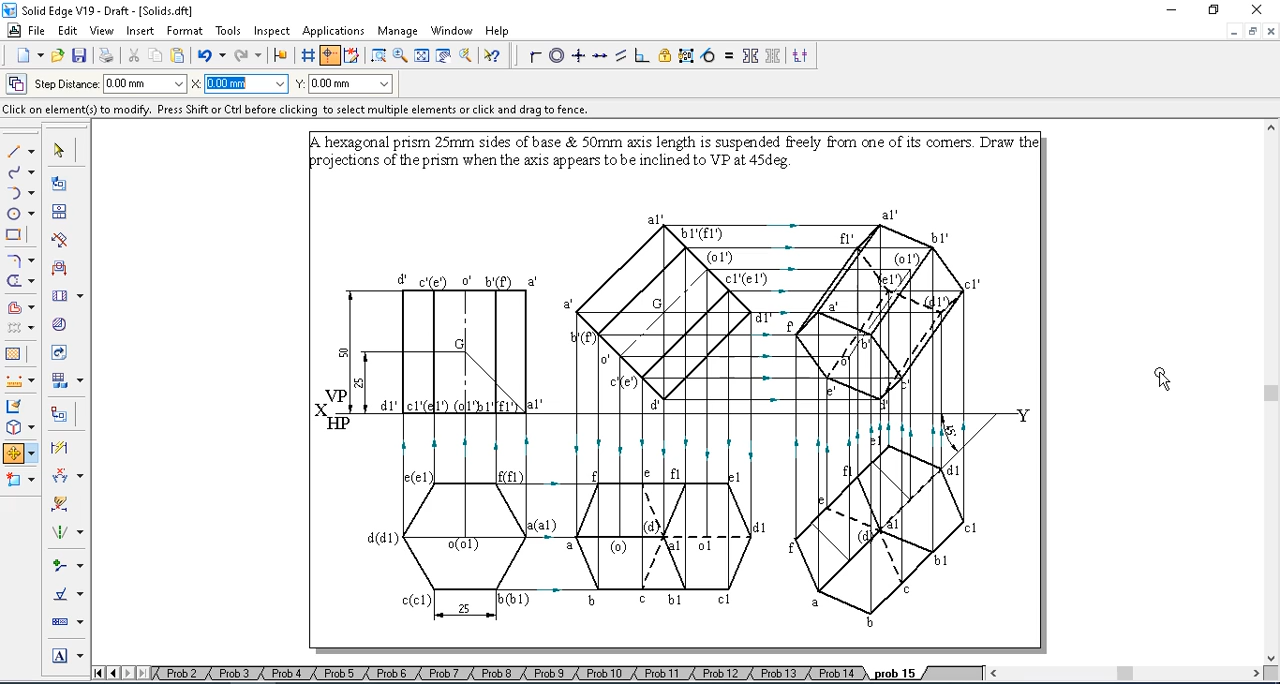 Solid Edge V19 - Draft - [Solids.dft]
File Edit View Insert Format Tools Inspect Applications Manage Window Help
Step Distance: 0.00 mm X: 0.00 mm Y: 0.00 mm
Click on element(s) to modify. Press Shift or Ctrl before clicking to select multiple elements or click and drag to fence.
A hexagonal prism 25mm sides of base & 50mm axis length is suspended freely from one of its corners. Draw the
projections of the prism when the axis appears to be inclined to VP at 45deg.
a1' a1'
b1'(f1') f1' b1'
(o1') (o1')
d' c'(e') o' b'(f') a' c1'(e1') (e1') c1'
a' G a' (d1')
d1' f'
50 G b'(f') b'
25 o' o'
c'(e') e' c'
VP
X d1' c1'(e1') (o1') b1'(f1') a1' d' d' Y
HP
45°
e1
e(e1) f(f1) f e f1 e1 f1 d1
e
d(d1) o(o1) a(a1) a (o) (d) a1 o1 d1 f (d) a1 c1
b1
c(c1) 25 b(b1) b c b1 c1 a c
b
Prob 2 Prob 3 Prob 4 Prob 5 Prob 6 Prob 7 Prob 8 Prob 9 Prob 10 Prob 11 Prob 12 Prob 13 Prob 14 prob 15